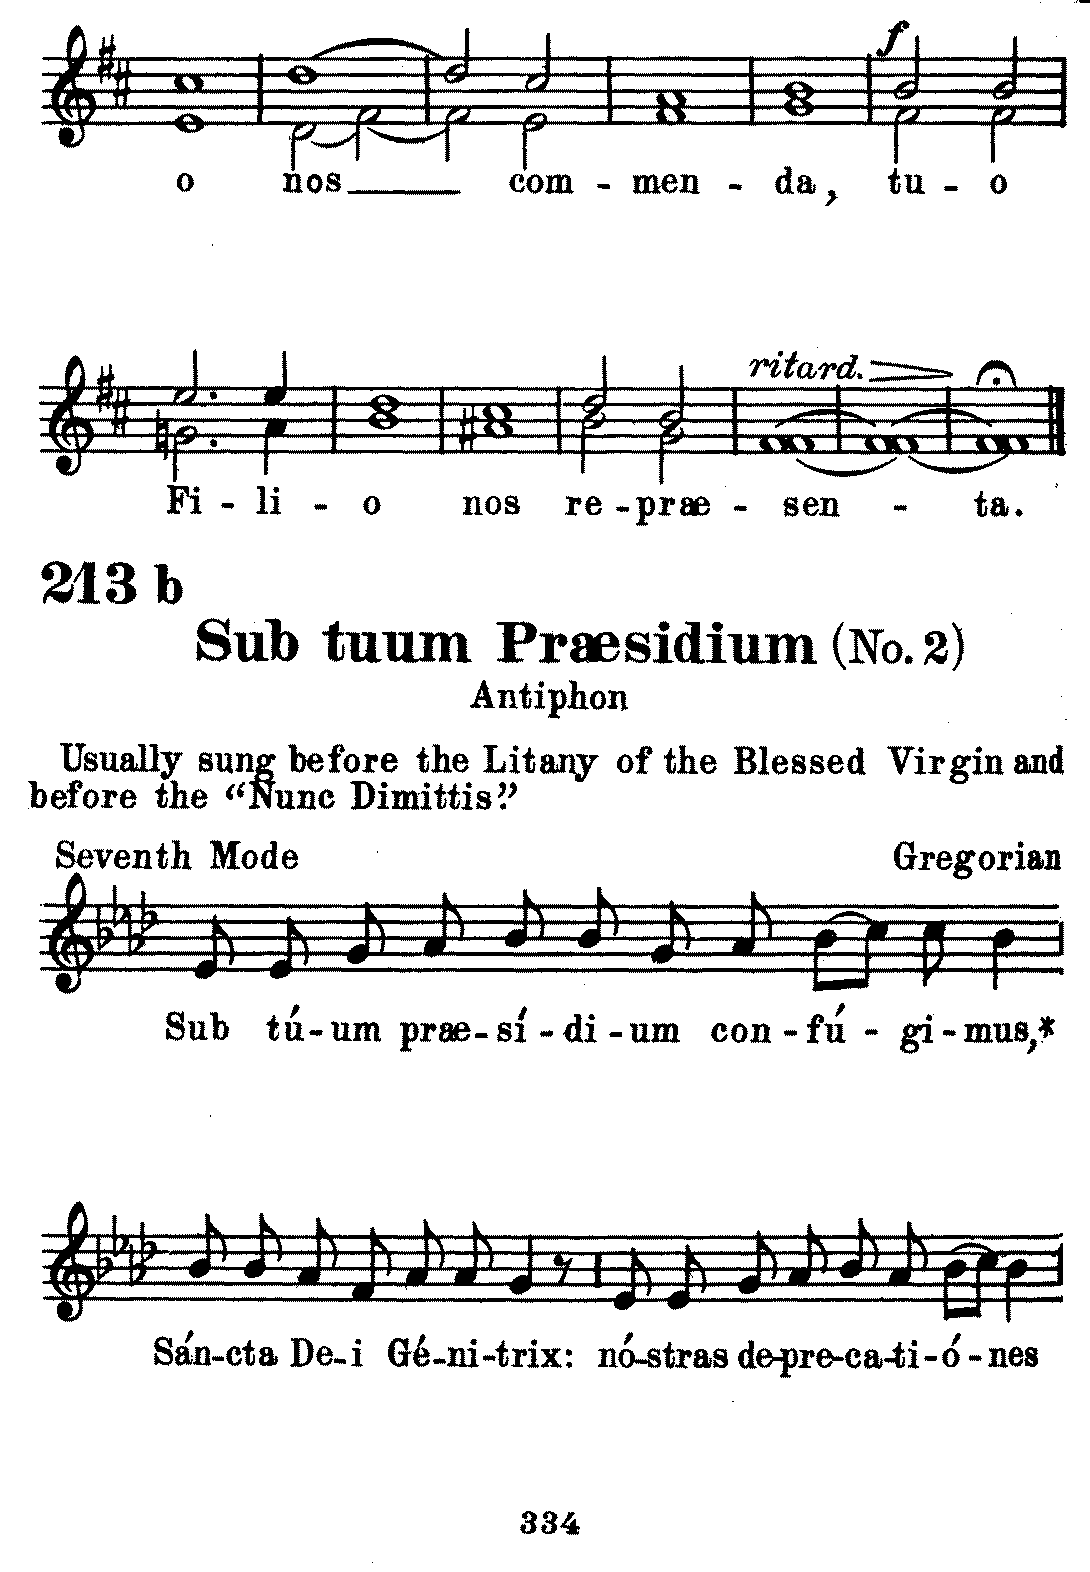 f
o nos com - men - da, tu - o
ritard.
Fi - li - o nos re - præ - sen - ta.
213 b
Sub tuum Præsidium (No. 2)
Antiphon
Usually sung before the Litany of the Blessed Virgin and
before the “Nunc Dimittis.”
Seventh Mode Gregorian
Sub tú - um præ - sí - di - um con - fú - gi - mus,*
Sán - cta De - i Gé - ni - trix: nó - stras de - pre - ca - ti - ó - nes
334